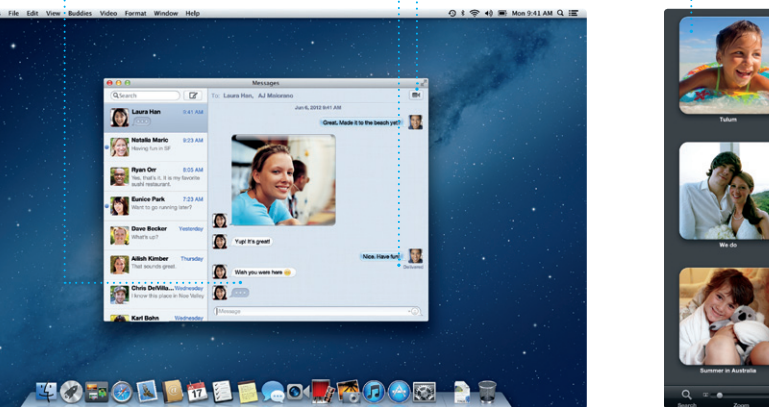 File Edit View Buddies Video Format Window Help
Mon 9:41 AM
Messages
Search
To: Laura Han, AJ
Laura Han 9:41 AM
Natalia Maric 9:23 AM
Having fun in SF
Ryan Orr 8:05 AM
Yes, that's it. It is my favorite
sushi restaurant.
Eunice Park 7:23 AM
Want to go running later?
Dave Becker Yesterday
What's up?
Ailish Kimber Thursday
That sounds great.
Chris Wednesday
I know this place in Noe Valley
Karl Bahn Wednesday
Jun 6, 2012 9:41 AM
Great. Made it to the beach yet?
Yup! It's great!
Nice. Have fun!
Delivered
Wish you were here
iMessage
17
Tulum
We do
Summer in Australia
Search Zoom